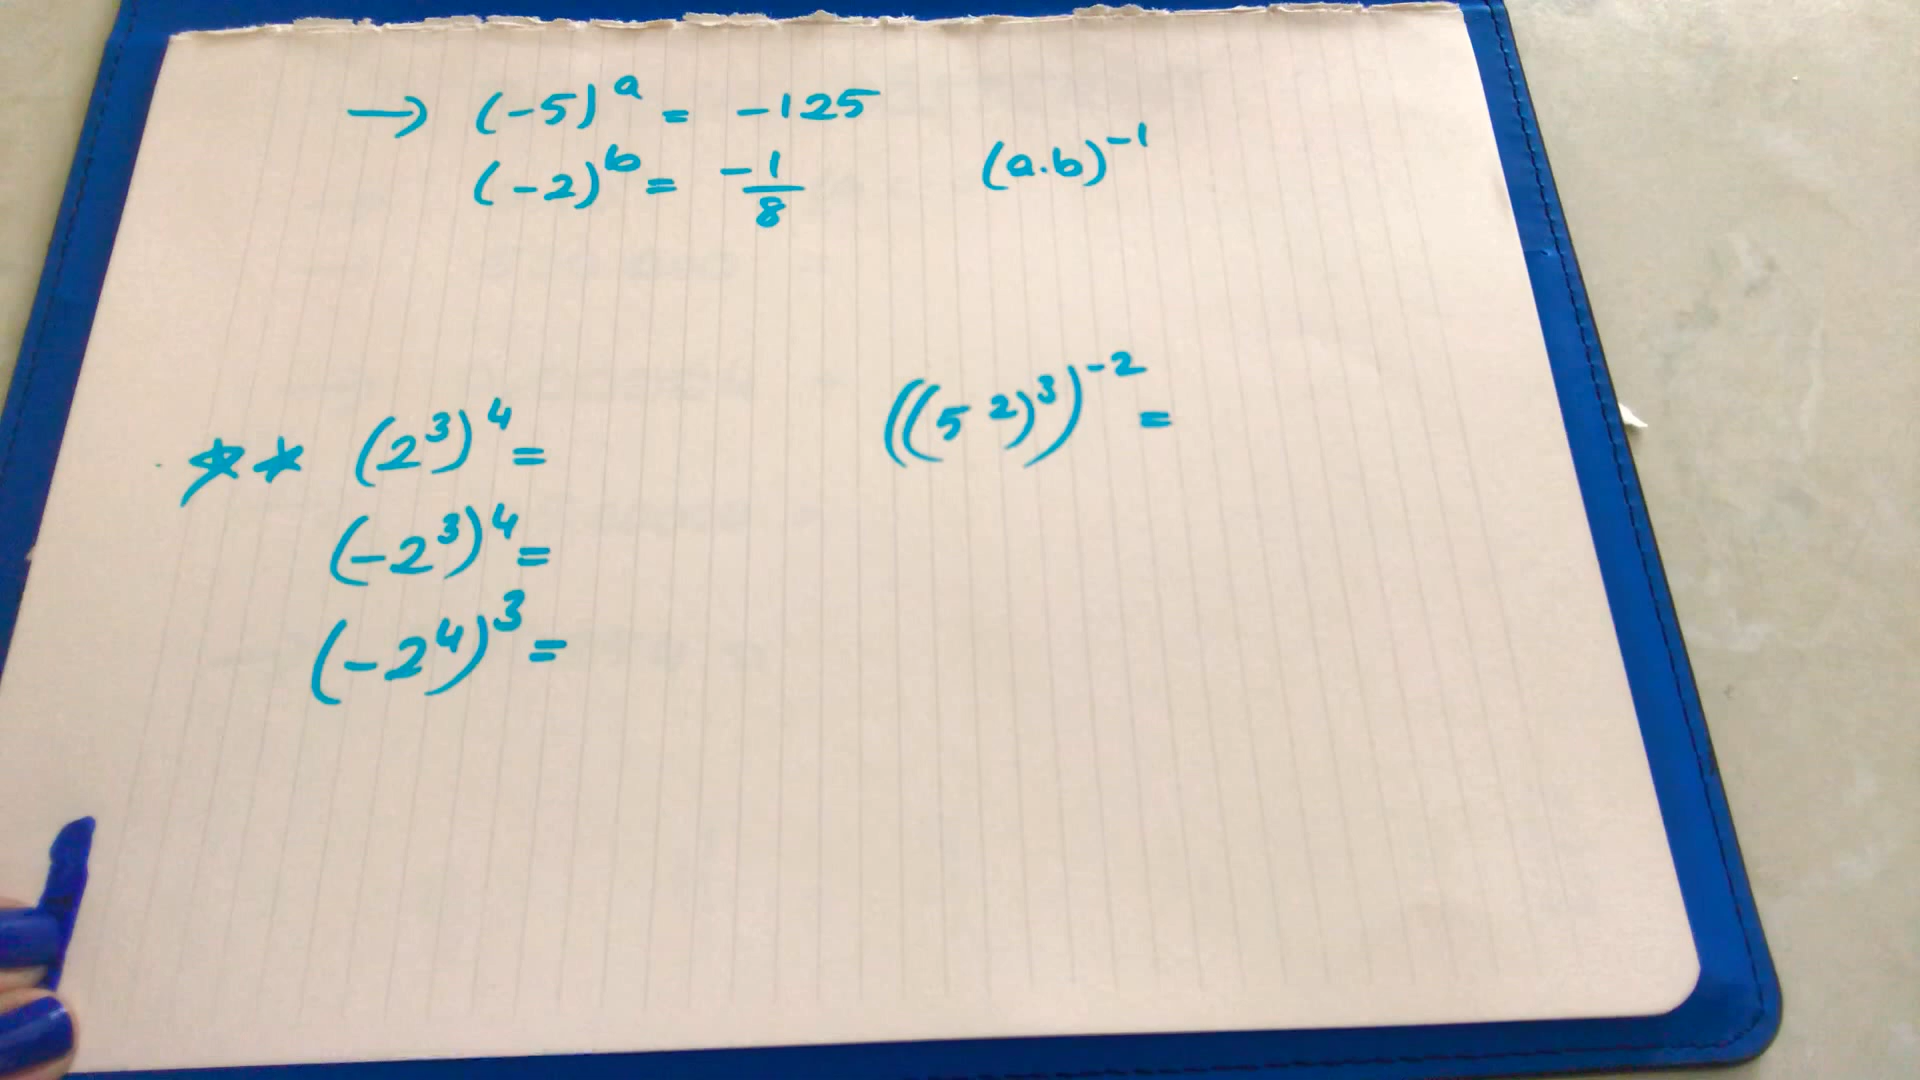 → (-5)^a = -125
(-2)^b = -1/8
(a.b)^-1
** (2^3)^4 =
(-2^3)^4 =
(-2^4)^3 =
((5^2)^3)^-2 =